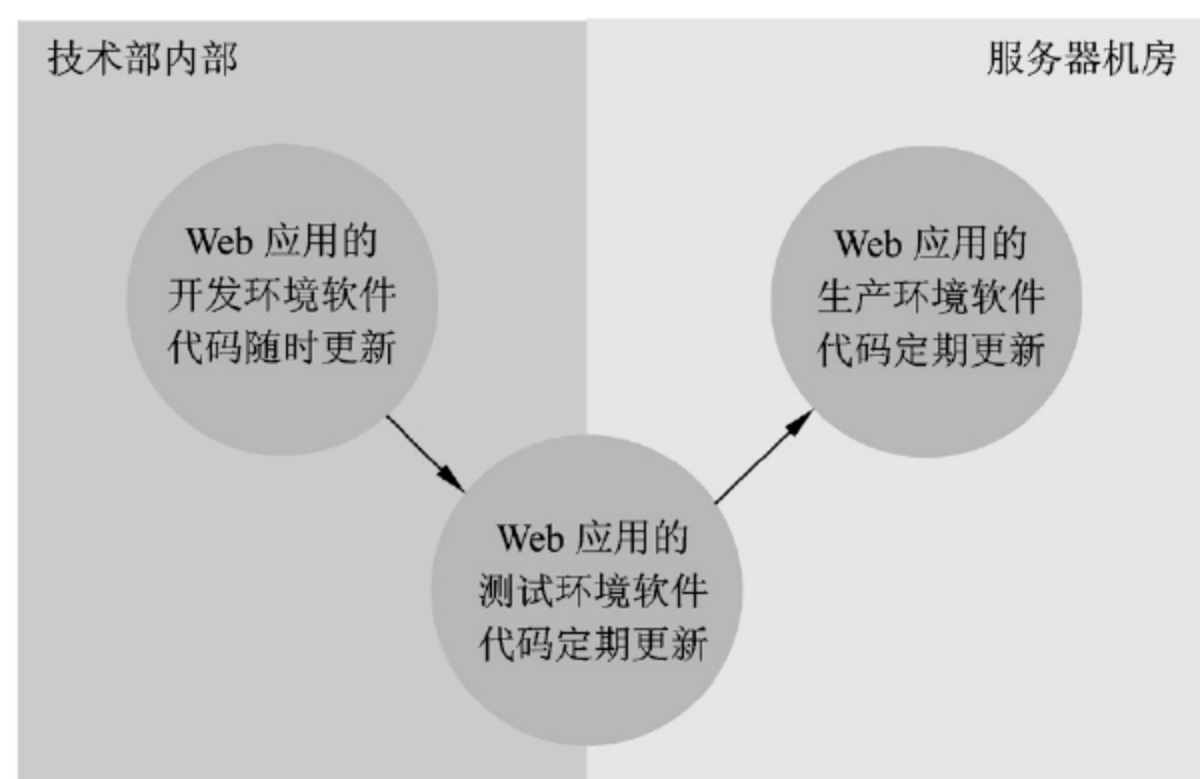 技术部内部
服务器机房
Web 应用的
开发环境软件
代码随时更新
Web 应用的
生产环境软件
代码定期更新
Web 应用的
测试环境软件
代码定期更新